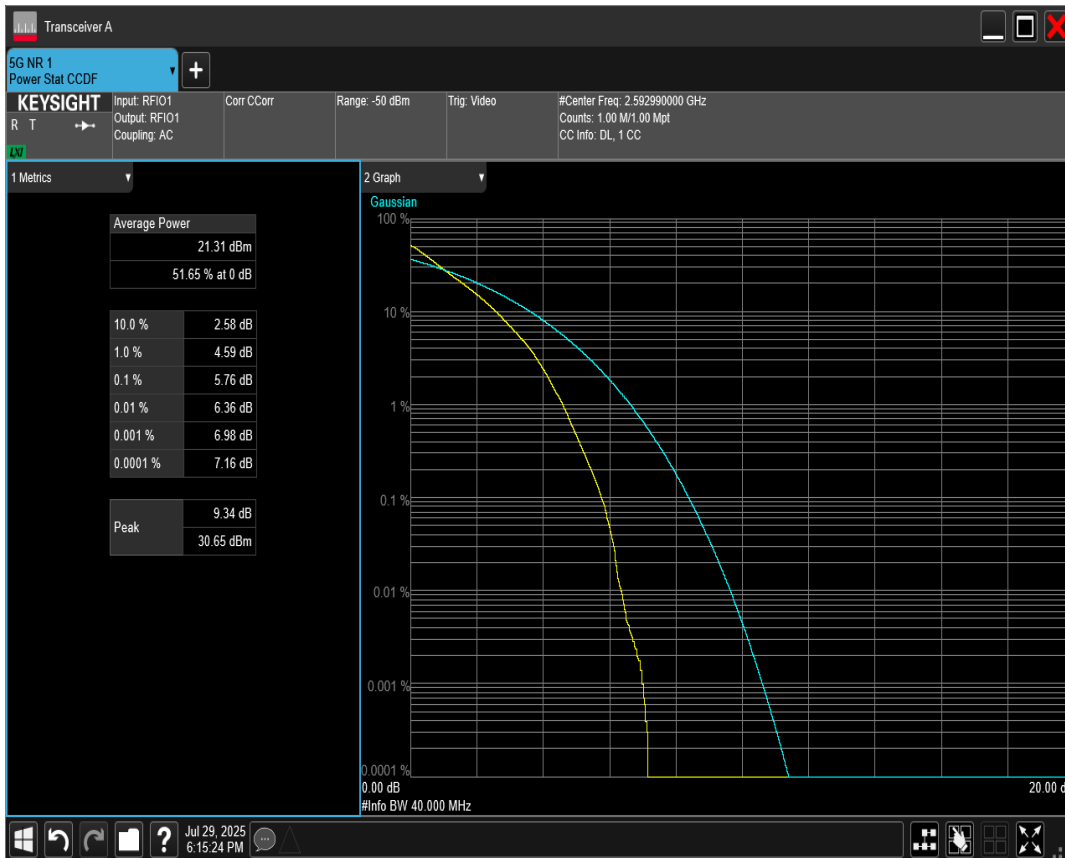 Transceiver A
5G NR 1
Power Stat CCDF
+
KEYSIGHT
R T
LXI
Input: RFIO1
Output: RFIO1
Coupling: AC
Corr CCorr
Range: -50 dBm
Trig: Video
#Center Freq: 2.592990000 GHz
Counts: 1.00 M/1.00 Mpt
CC Info: DL, 1 CC
1 Metrics
Average Power
21.31 dBm
51.65 % at 0 dB
10.0 % 2.58 dB
1.0 % 4.59 dB
0.1 % 5.76 dB
0.01 % 6.36 dB
0.001 % 6.98 dB
0.0001 % 7.16 dB
Peak 9.34 dB
30.65 dBm
2 Graph
Gaussian
100 %
10 %
1 %
0.1 %
0.01 %
0.001 %
0.0001 %
0.00 dB 20.00 d
#Info BW 40.000 MHz
? Jul 29, 2025
6:15:24 PM